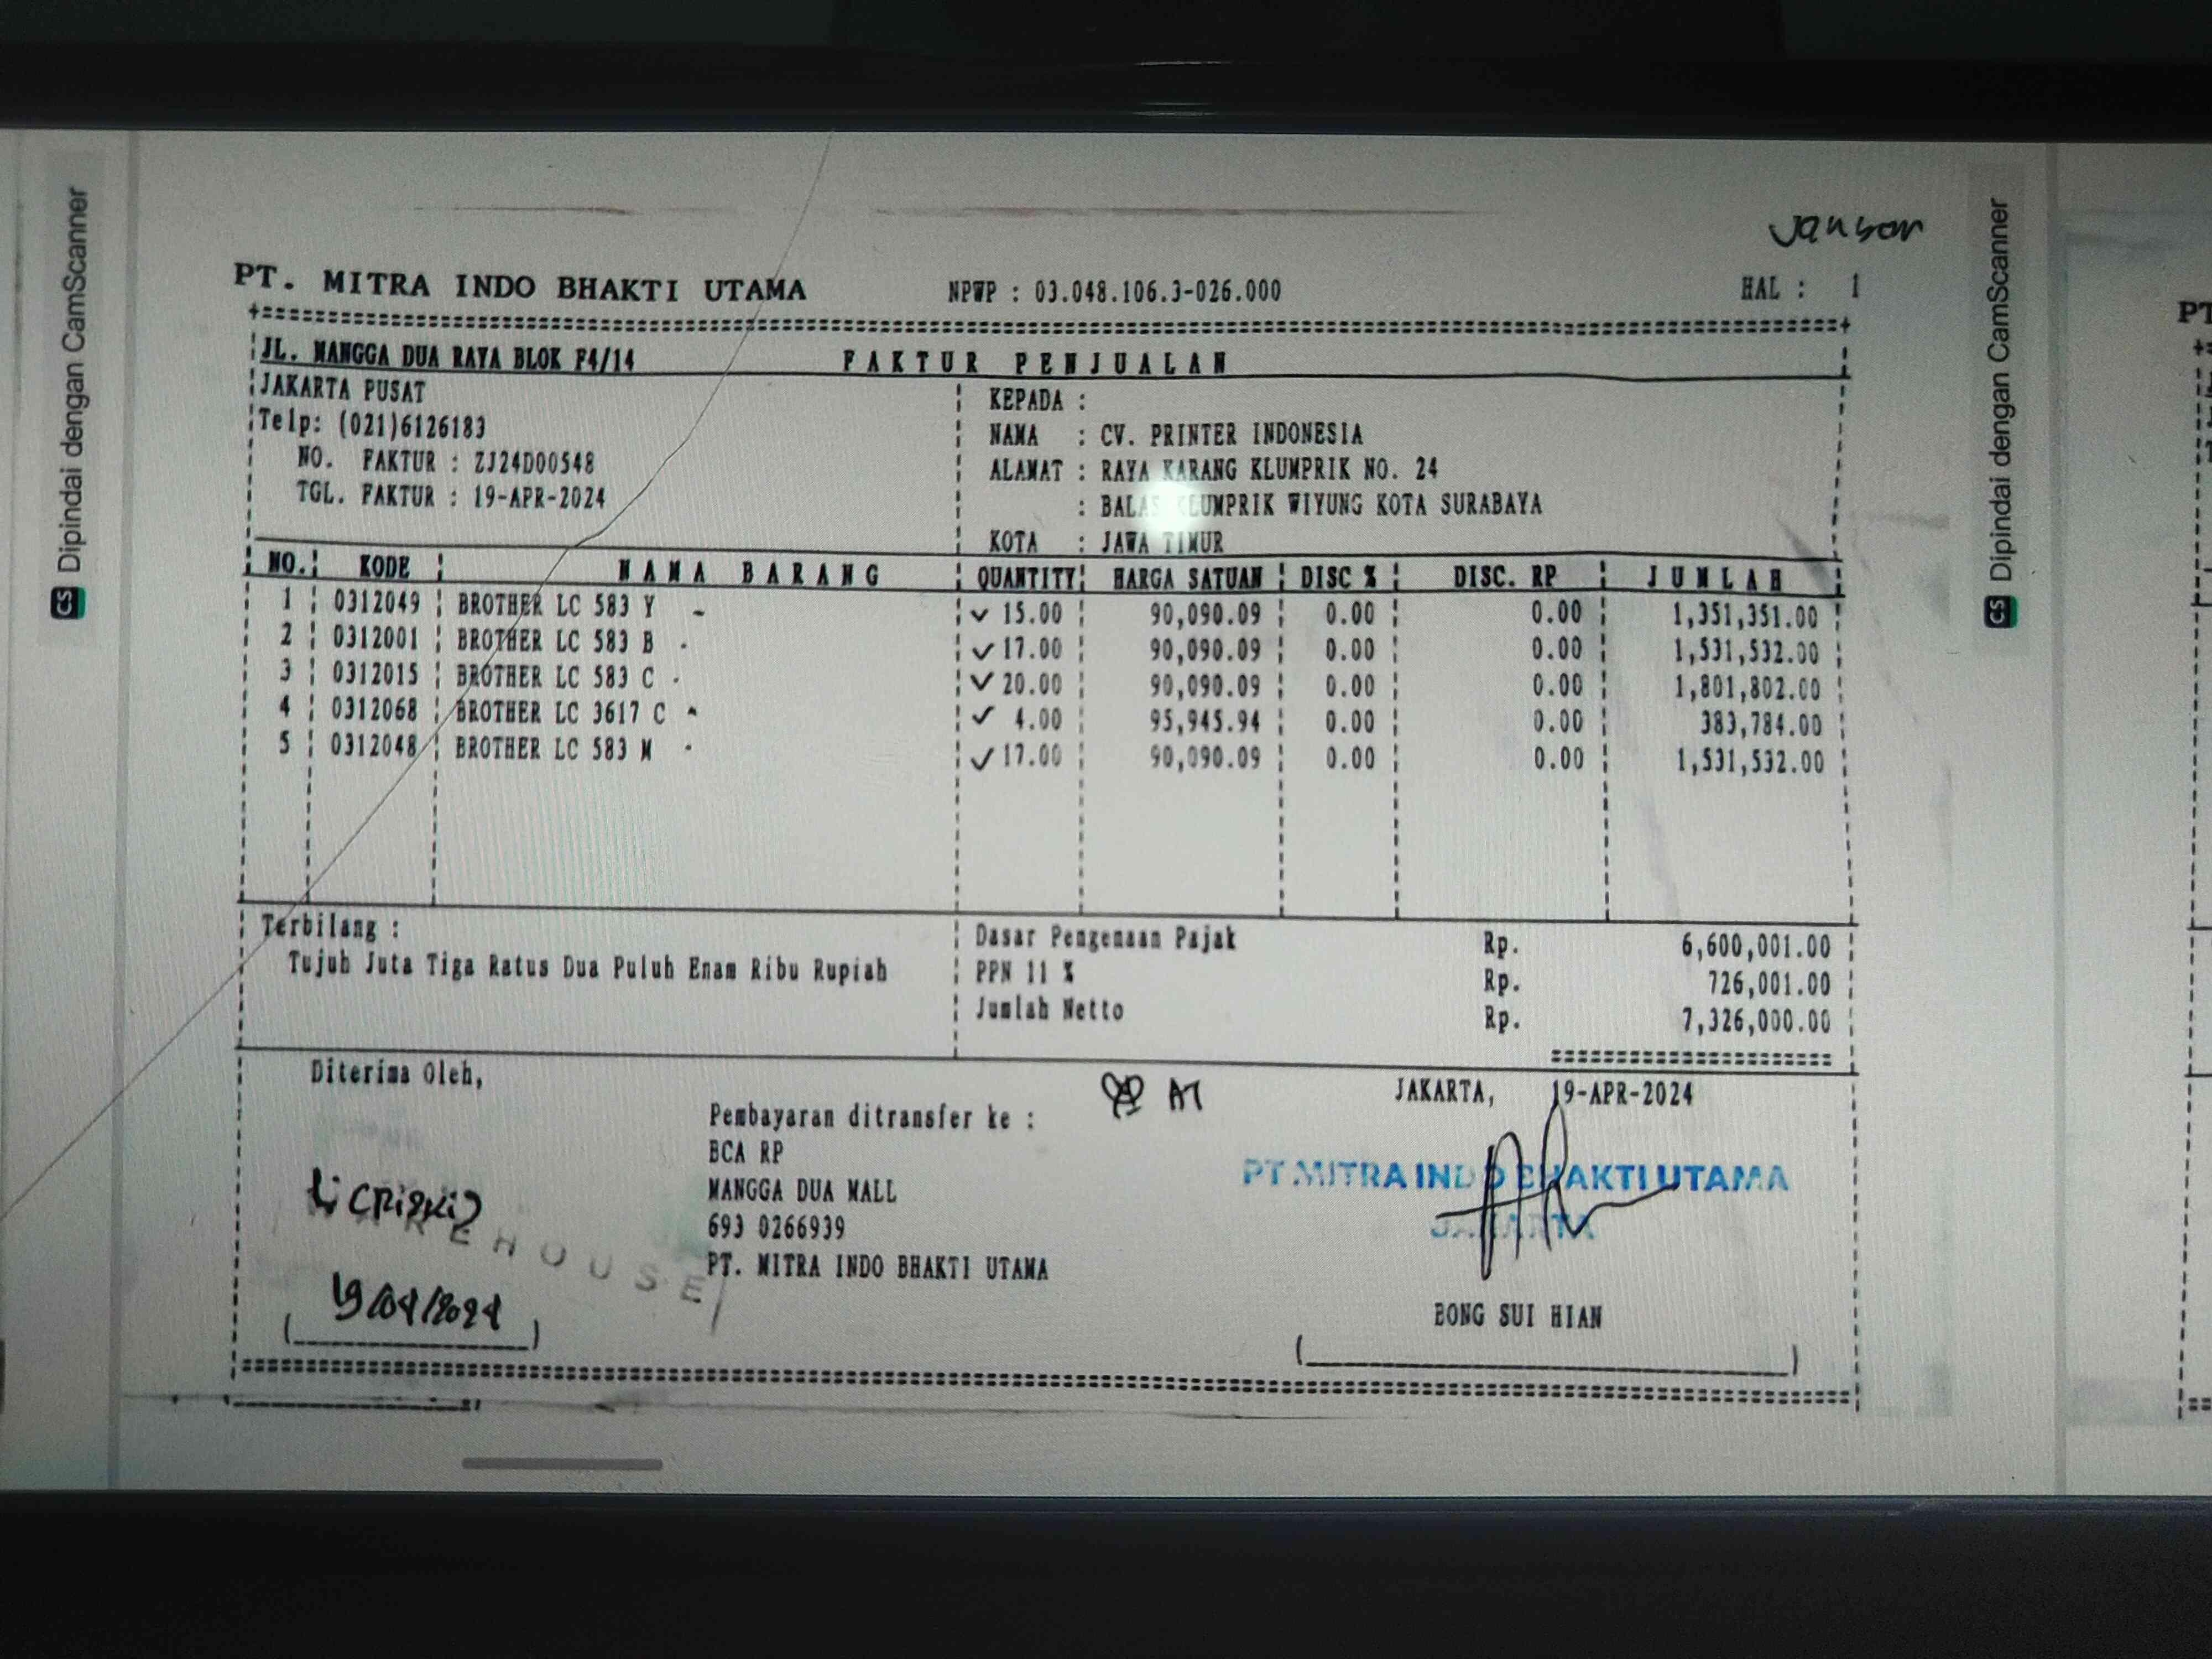 Dipindai dengan CamScanner
PT. MITRA INDO BHAKTI UTAMA NPWP : 03.048.106.3-026.000 HAL : 1
JL. MANGGA DUA RAYA BLOK F4/14 FAKTUR PENJUALAN
JAKARTA PUSAT
Telp: (021)6126183
NO. FAKTUR : ZJ24D00548
TGL. FAKTUR : 19-APR-2024
KEPADA :
NAMA : CV. PRINTER INDONESIA
ALAMAT : RAYA KARANG KLUMPRIK NO. 24
: BALAS KLUMPRIK WIYUNG KOTA SURABAYA
KOTA : JAWA TIMUR
NO. KODE NAMA BARANG QUANTITY HARGA SATUAN DISC % DISC. RP JUMLAH
1 0312049 BROTHER LC 583 Y 15.00 90,090.09 0.00 0.00 1,351,351.00
2 0312001 BROTHER LC 583 B 17.00 90,090.09 0.00 0.00 1,531,532.00
3 0312015 BROTHER LC 583 C 20.00 90,090.09 0.00 0.00 1,801,802.00
4 0312068 BROTHER LC 3617 C 4.00 95,945.94 0.00 0.00 383,784.00
5 0312048 BROTHER LC 583 M 17.00 90,090.09 0.00 0.00 1,531,532.00
Terbilang :
Tujuh Juta Tiga Ratus Dua Puluh Enam Ribu Rupiah
Dasar Pengenaan Pajak Rp. 6,600,001.00
PPN 11 % Rp. 726,001.00
Jumlah Netto Rp. 7,326,000.00
Diterima Oleh,
JAKARTA, 19-APR-2024
Pembayaran ditransfer ke :
BCA RP
MANGGA DUA MALL
693 0266939
PT. MITRA INDO BHAKTI UTAMA
19/04/2024
PT. MITRA INDO BHAKTI UTAMA
JAKARTA
BONG SUI HIAN
Dipindai dengan CamScanner
PT